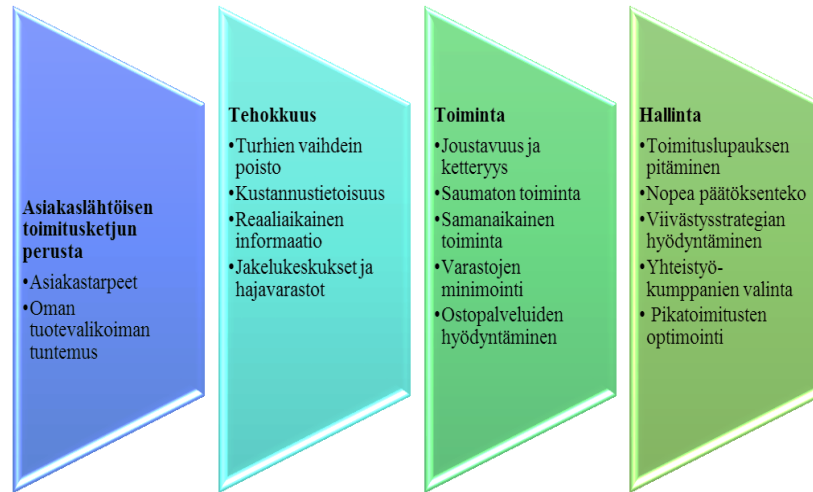 Asiakaslähtöisen
toimitusketjun
perusta
•Asiakastarpeet
•Oman
tuotevalikoiman
tuntemus
Tehokkuus
•Turhien vaihdein
poisto
•Kustannustietoisuus
•Reaaliaikainen
informaatio
•Jakelukeskukset ja
hajavarastot
Toiminta
•Joustavuus ja
ketteryys
•Saumaton toiminta
•Samanaikainen
toiminta
•Varastojen
minimointi
•Ostopalveluiden
hyödyntäminen
Hallinta
•Toimituslupauksen
pitäminen
•Nopea päätöksenteko
•Viivästysstrategian
hyödyntäminen
•Yhteistyö-
kumppanien valinta
• Pikatoimitusten
optimointi